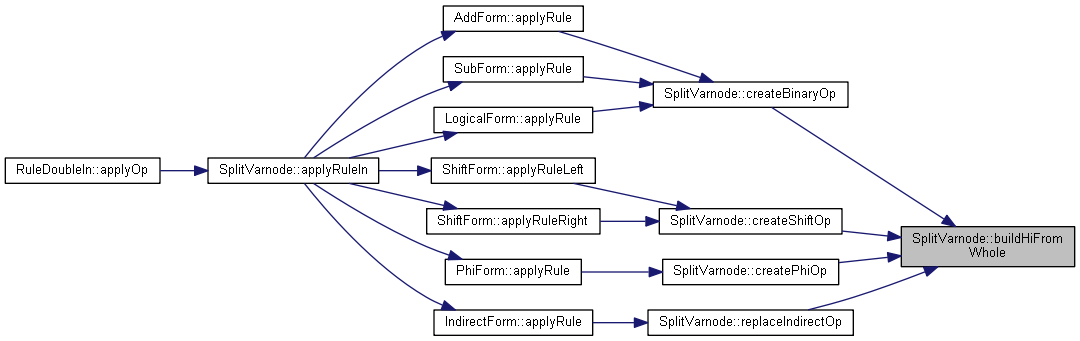 AddForm::applyRule
SubForm::applyRule
SplitVarnode::createBinaryOp
LogicalForm::applyRule
RuleDoubleIn::applyOp
SplitVarnode::applyRuleIn
ShiftForm::applyRuleLeft
ShiftForm::applyRuleRight
SplitVarnode::createShiftOp
SplitVarnode::buildHiFrom
Whole
PhiForm::applyRule
SplitVarnode::createPhiOp
IndirectForm::applyRule
SplitVarnode::replaceIndirectOp